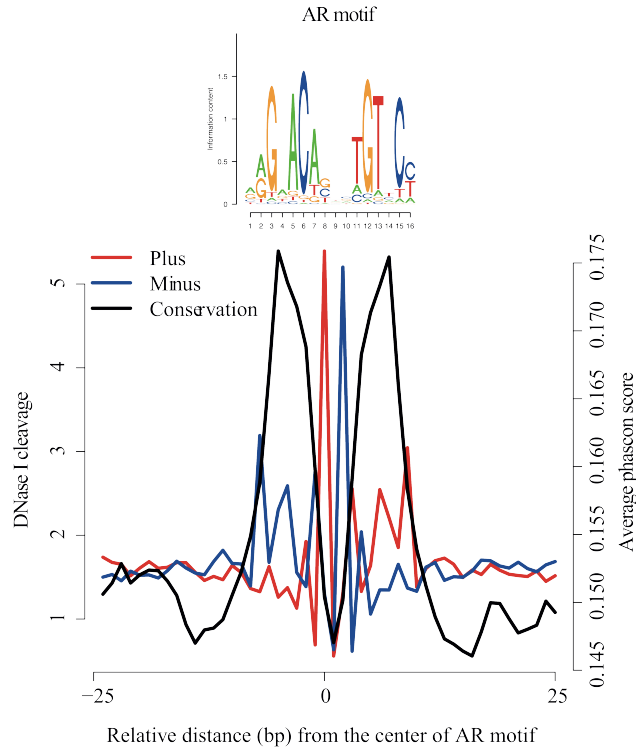 AR motif
Information content
1.5
1
0.5
0
1 2 3 4 5 6 7 8 9 10 11 12 13 14 15 16
Plus
Minus
Conservation
DNase I cleavage
5
4
3
2
1
Average phascon score
0.175
0.170
0.165
0.160
0.155
0.150
0.145
−25 0 25
Relative distance (bp) from the center of AR motif